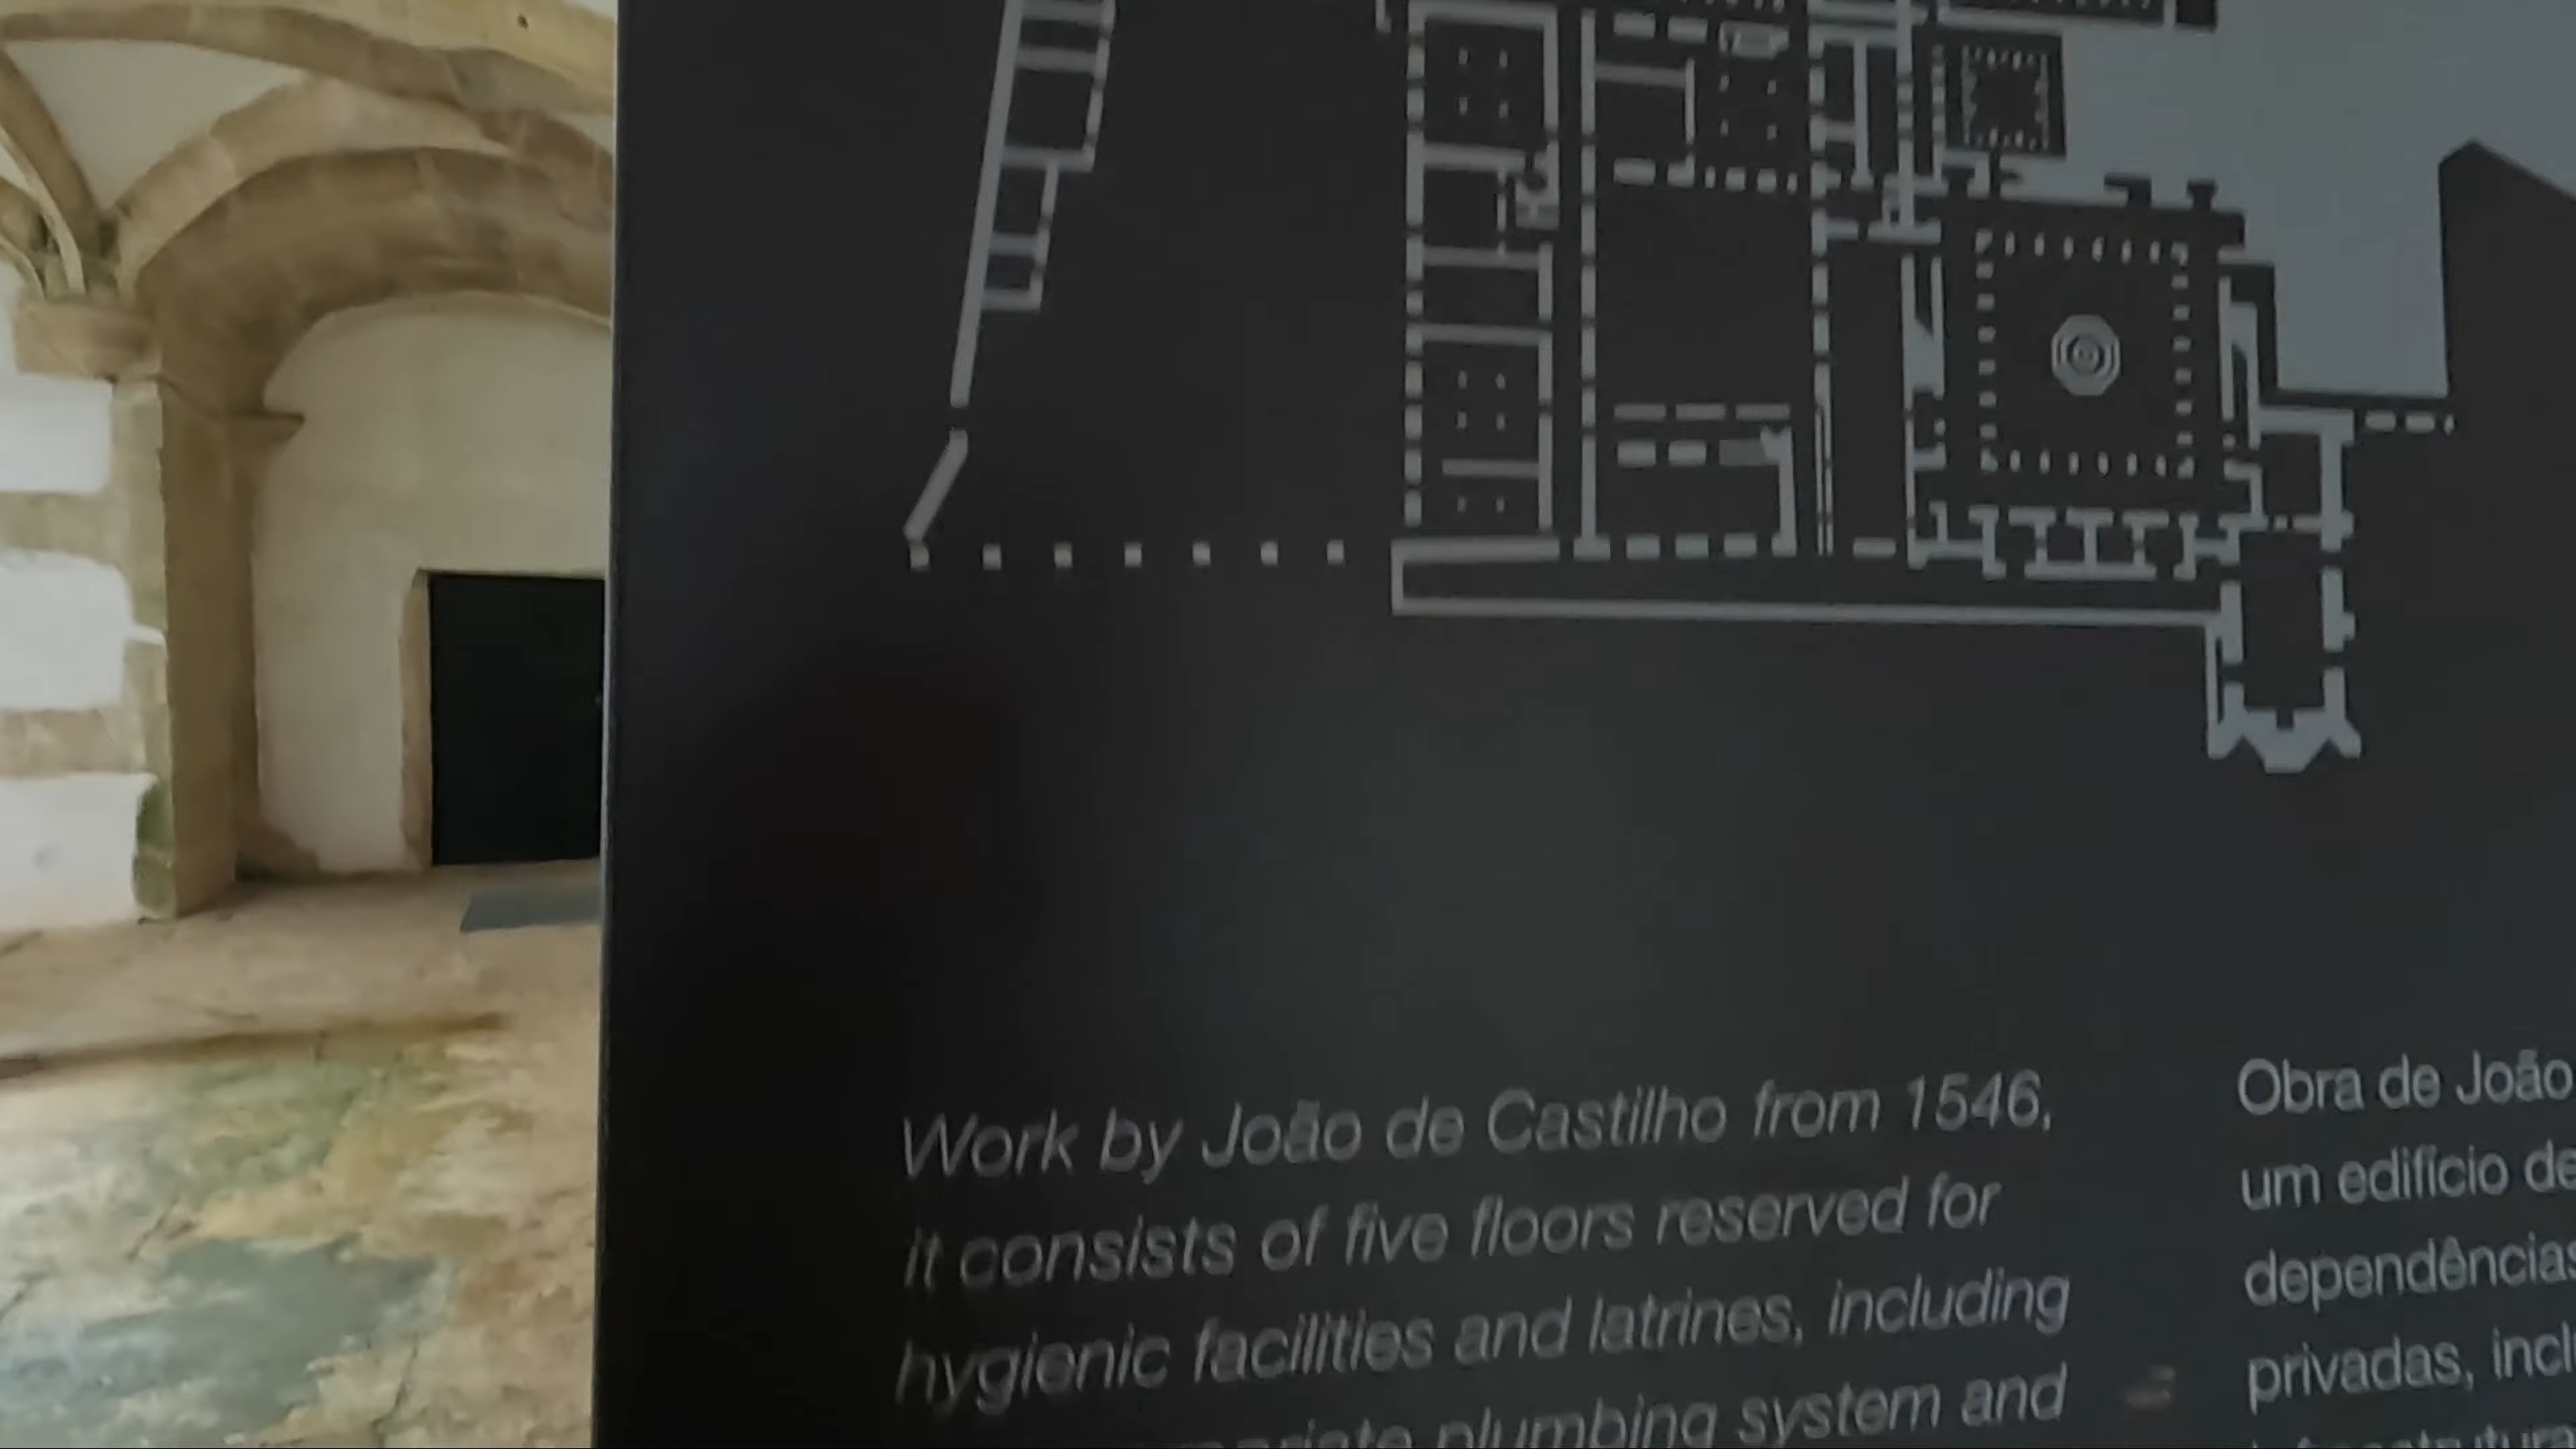 Work by João de Castilho from 1546,
it consists of five floors reserved for
hygienic facilities and latrines, including
plumbing system and
Obra de João
um edifício de
dependências
privadas, incl